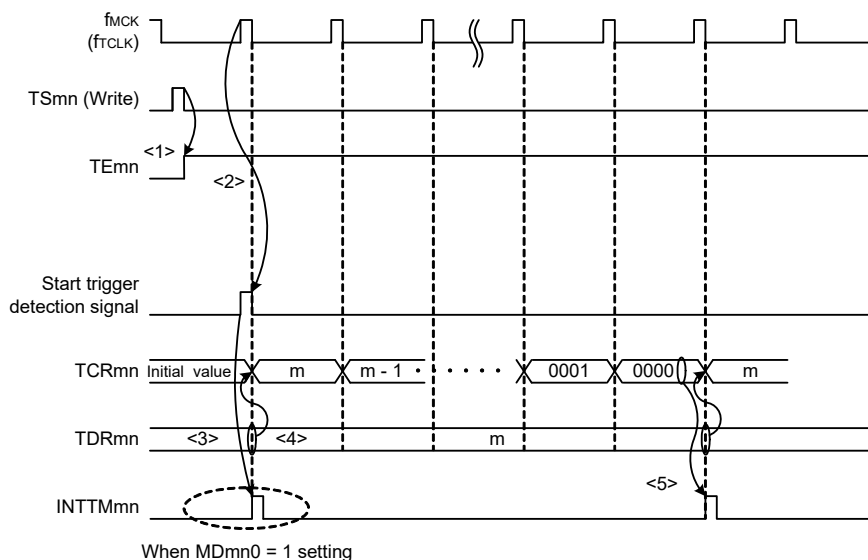 fMCK
(fTCLK)
TSmn (Write)
<1>
TEmn
<2>
Start trigger
detection signal
TCRmn
Initial value
m
m - 1
· · · · · ·
0001
0000
m
TDRmn
<3>
<4>
m
<5>
INTTMmn
When MDmn0 = 1 setting